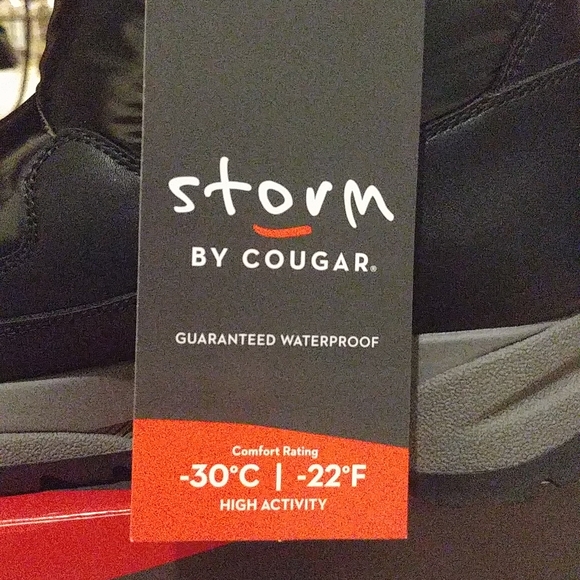 storm
BY COUGAR®
GUARANTEED WATERPROOF
Comfort Rating
-30°C | -22°F
HIGH ACTIVITY